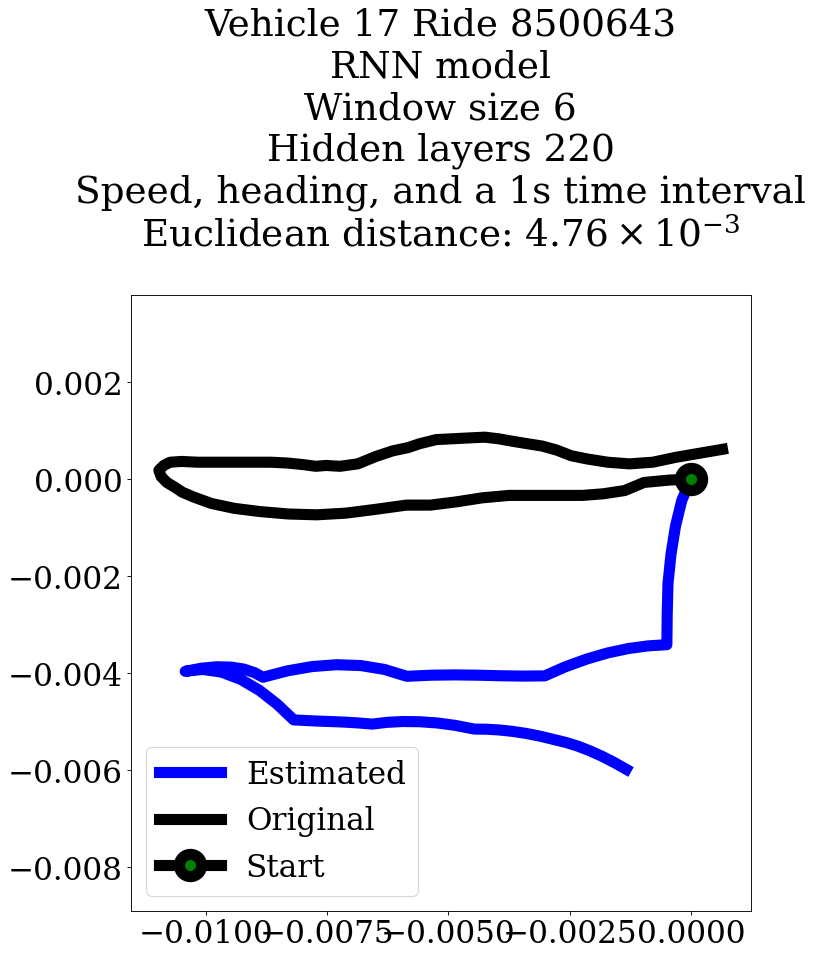 Vehicle 17 Ride 8500643
RNN model
Window size 6
Hidden layers 220
Speed, heading, and a 1s time interval
Euclidean distance: 4.76 × 10⁻³
0.002
0.000
−0.002
−0.004
−0.006
−0.008
Estimated
Original
Start
−0.0100 −0.0075 −0.0050 −0.0025 0.0000